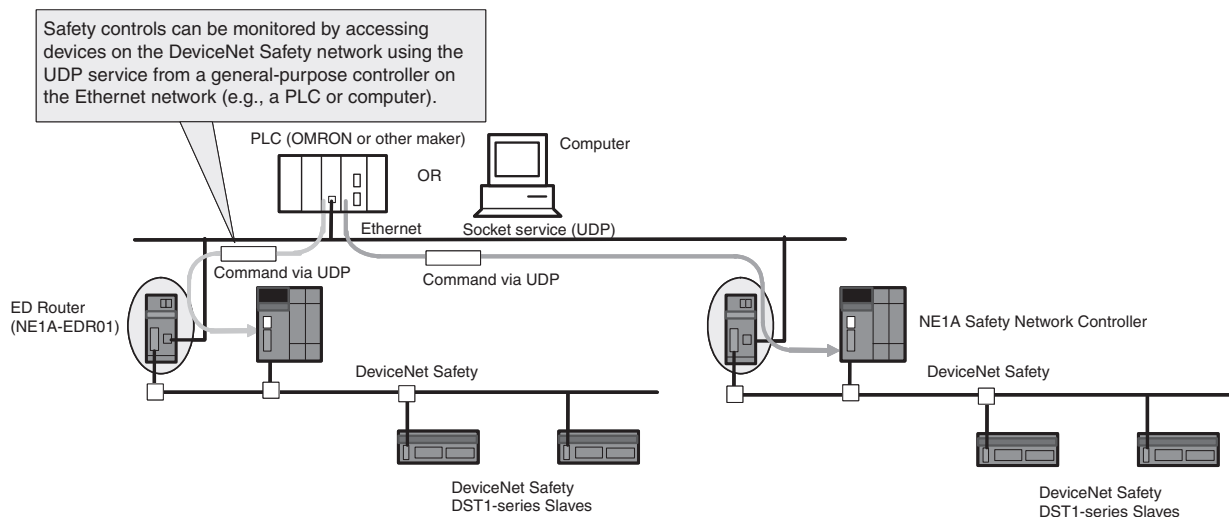 Safety controls can be monitored by accessing
devices on the DeviceNet Safety network using the
UDP service from a general-purpose controller on
the Ethernet network (e.g., a PLC or computer).
PLC (OMRON or other maker)
OR
Computer
Ethernet
Socket service (UDP)
Command via UDP
Command via UDP
ED Router
(NE1A-EDR01)
NE1A Safety Network Controller
DeviceNet Safety
DeviceNet Safety
DeviceNet Safety
DST1-series Slaves
DeviceNet Safety
DST1-series Slaves